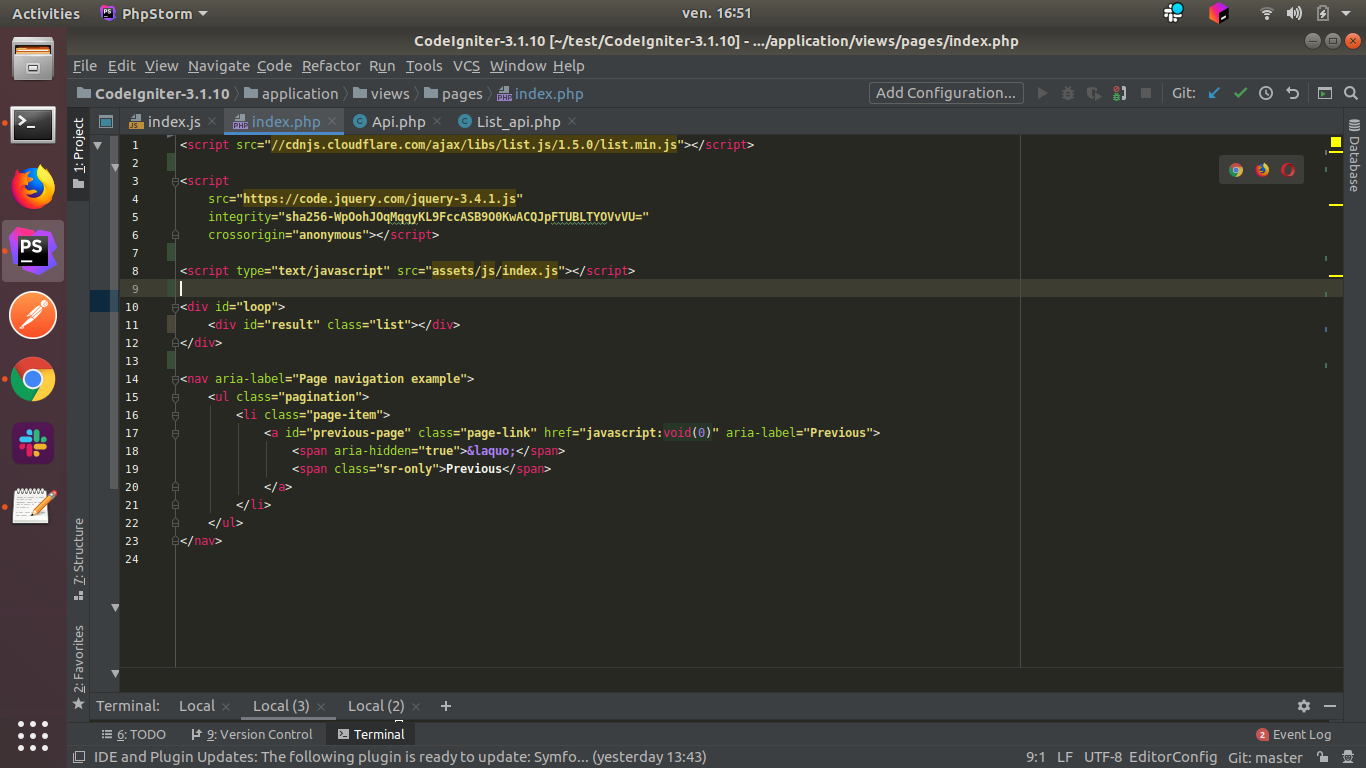 Activities PhpStorm ven. 16:51
CodeIgniter-3.1.10 [~/test/CodeIgniter-3.1.10] - .../application/views/pages/index.php
File Edit View Navigate Code Refactor Run Tools VCS Window Help
CodeIgniter-3.1.10 application views pages index.php Add Configuration... Git:
index.js index.php Api.php List_api.php
1: Project
Database
1 <script src="//cdnjs.cloudflare.com/ajax/libs/list.js/1.5.0/list.min.js"></script>
2
3 <script
4 src="https://code.jquery.com/jquery-3.4.1.js"
5 integrity="sha256-WpOohJOqMqqyKL9FccASB9O0KwACQJpFTUBLTYOVvVU="
6 crossorigin="anonymous"></script>
7
8 <script type="text/javascript" src="assets/js/index.js"></script>
9
10 <div id="loop">
11 <div id="result" class="list"></div>
12 </div>
13
14 <nav aria-label="Page navigation example">
15 <ul class="pagination">
16 <li class="page-item">
17 <a id="previous-page" class="page-link" href="javascript:void(0)" aria-label="Previous">
18 <span aria-hidden="true">&laquo;</span>
19 <span class="sr-only">Previous</span>
20 </a>
21 </li>
22 </ul>
23 </nav>
24
7: Structure
2: Favorites
Terminal: Local Local (3) Local (2) +
6: TODO 9: Version Control Terminal 2 Event Log
IDE and Plugin Updates: The following plugin is ready to update: Symfo... (yesterday 13:43) 9:1 LF UTF-8 EditorConfig Git: master